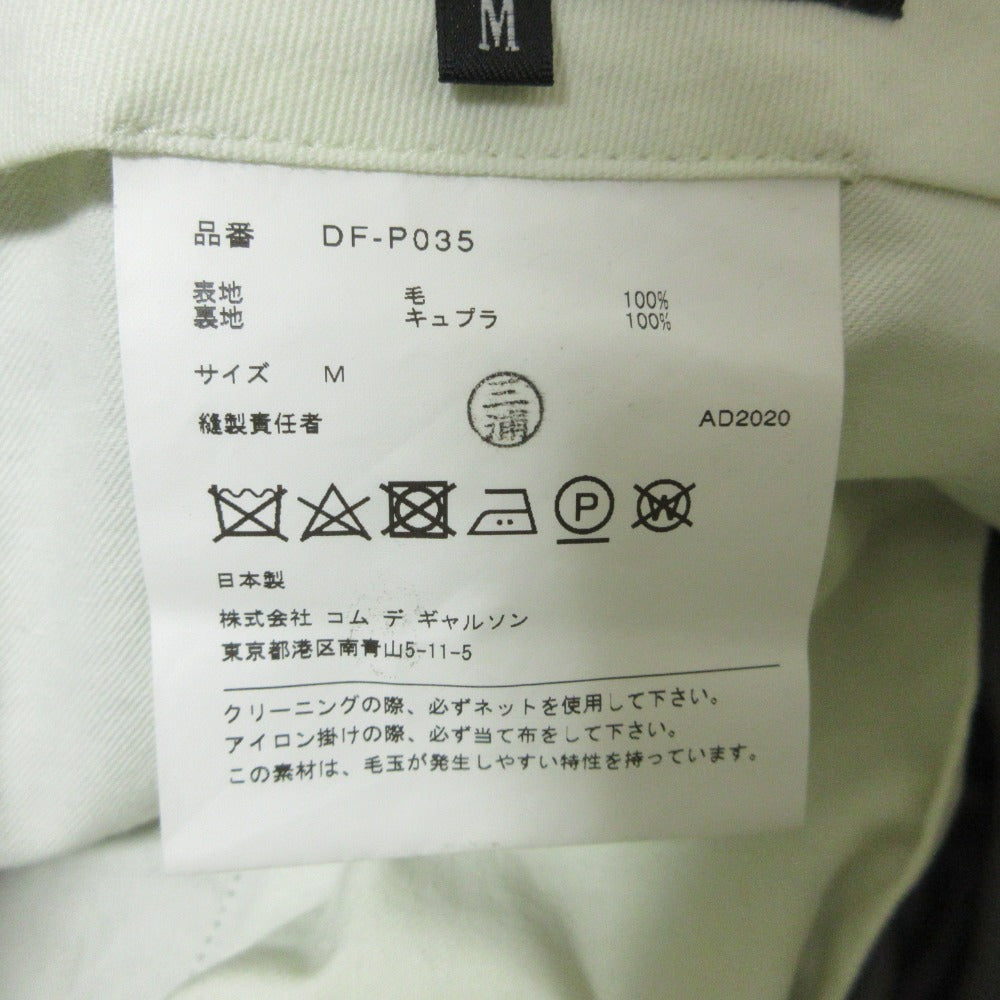 M
品番 DF-P035
表地 毛 100%
裏地 キュプラ 100%
サイズ M
縫製責任者 三浦 AD2020
P W
日本製
株式会社 コム デ ギャルソン
東京都港区南青山5-11-5
クリーニングの際、必ずネットを使用して下さい。
アイロン掛けの際、必ず当て布をして下さい。
この素材は、毛玉が発生しやすい特性を持っています。